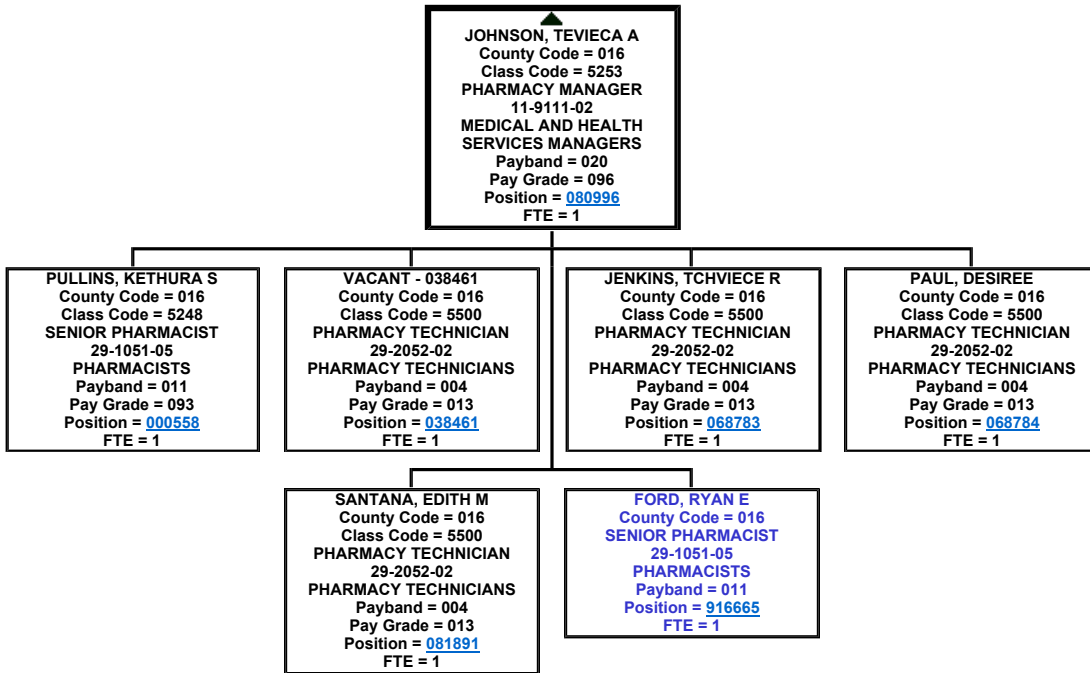 JOHNSON, TEVIECA A
County Code = 016
Class Code = 5253
PHARMACY MANAGER
11-9111-02
MEDICAL AND HEALTH
SERVICES MANAGERS
Payband = 020
Pay Grade = 096
Position = 080996
FTE = 1
PULLINS, KETHURA S
County Code = 016
Class Code = 5248
SENIOR PHARMACIST
29-1051-05
PHARMACISTS
Payband = 011
Pay Grade = 093
Position = 000558
FTE = 1
VACANT - 038461
County Code = 016
Class Code = 5500
PHARMACY TECHNICIAN
29-2052-02
PHARMACY TECHNICIANS
Payband = 004
Pay Grade = 013
Position = 038461
FTE = 1
JENKINS, TCHVIECE R
County Code = 016
Class Code = 5500
PHARMACY TECHNICIAN
29-2052-02
PHARMACY TECHNICIANS
Payband = 004
Pay Grade = 013
Position = 068783
FTE = 1
PAUL, DESIREE
County Code = 016
Class Code = 5500
PHARMACY TECHNICIAN
29-2052-02
PHARMACY TECHNICIANS
Payband = 004
Pay Grade = 013
Position = 068784
FTE = 1
SANTANA, EDITH M
County Code = 016
Class Code = 5500
PHARMACY TECHNICIAN
29-2052-02
PHARMACY TECHNICIANS
Payband = 004
Pay Grade = 013
Position = 081891
FTE = 1
FORD, RYAN E
County Code = 016
SENIOR PHARMACIST
29-1051-05
PHARMACISTS
Payband = 011
Position = 916665
FTE = 1